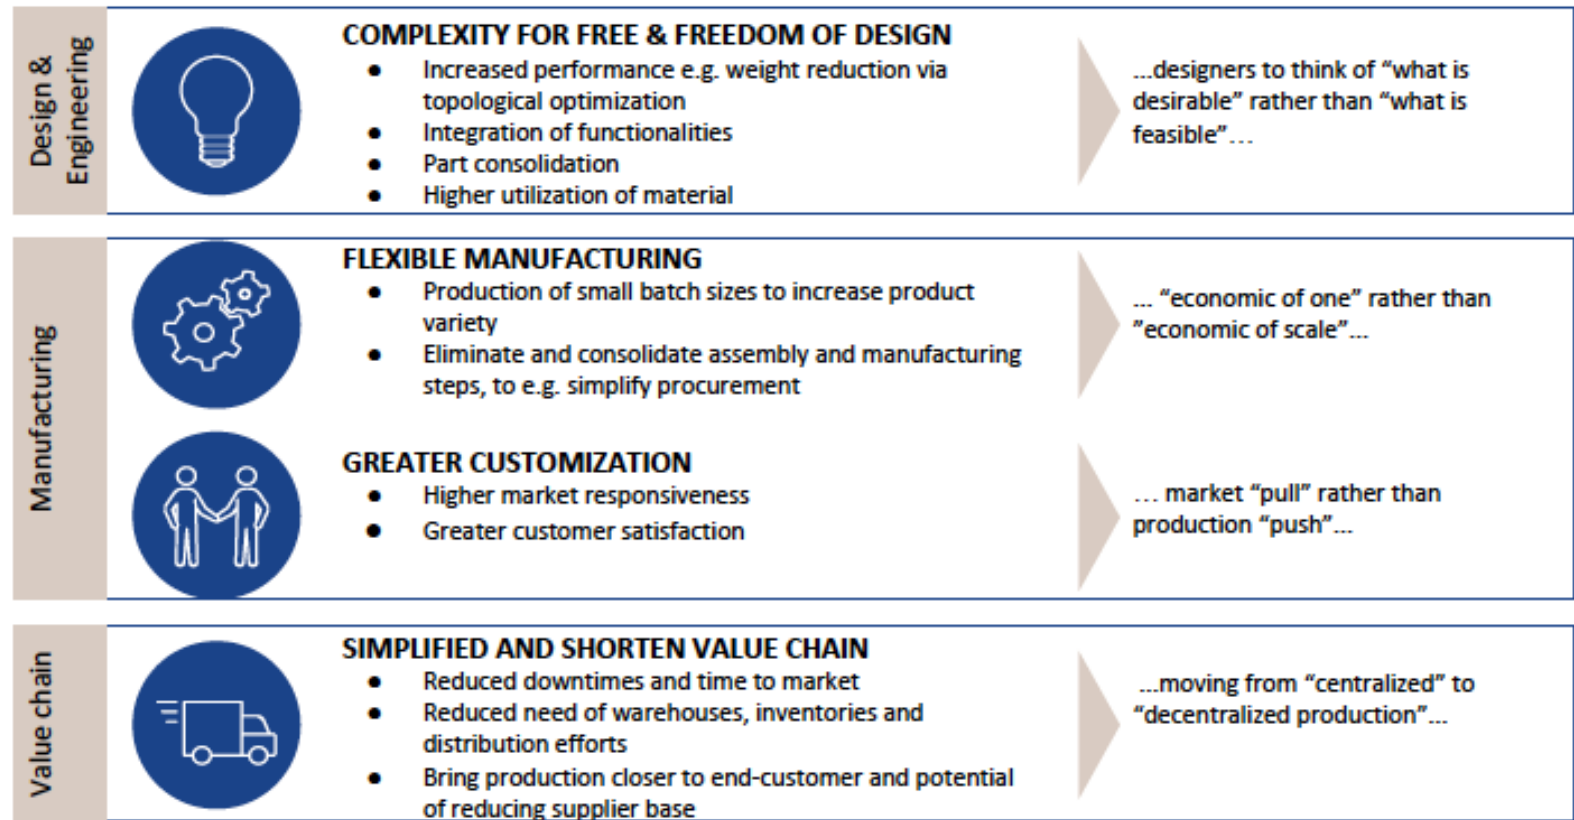 Design &
Engineering
COMPLEXITY FOR FREE & FREEDOM OF DESIGN
● Increased performance e.g. weight reduction via
topological optimization
● Integration of functionalities
● Part consolidation
● Higher utilization of material
...designers to think of “what is
desirable” rather than “what is
feasible”...
Manufacturing
FLEXIBLE MANUFACTURING
● Production of small batch sizes to increase product
variety
● Eliminate and consolidate assembly and manufacturing
steps, to e.g. simplify procurement
... “economic of one” rather than
”economic of scale”...
GREATER CUSTOMIZATION
● Higher market responsiveness
● Greater customer satisfaction
... market “pull” rather than
production “push”...
Value chain
SIMPLIFIED AND SHORTEN VALUE CHAIN
● Reduced downtimes and time to market
● Reduced need of warehouses, inventories and
distribution efforts
● Bring production closer to end-customer and potential
of reducing supplier base
...moving from “centralized” to
“decentralized production”...